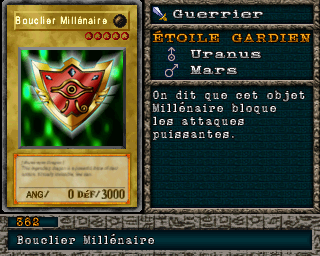 Bouclier Millénaire
ANG/ 0 DÉF/3000
Guerrier
ÉTOILE GARDIEN
Uranus
Mars
On dit que cet objet
Millénaire bloque
les attaques
puissantes.
362
Bouclier Millénaire